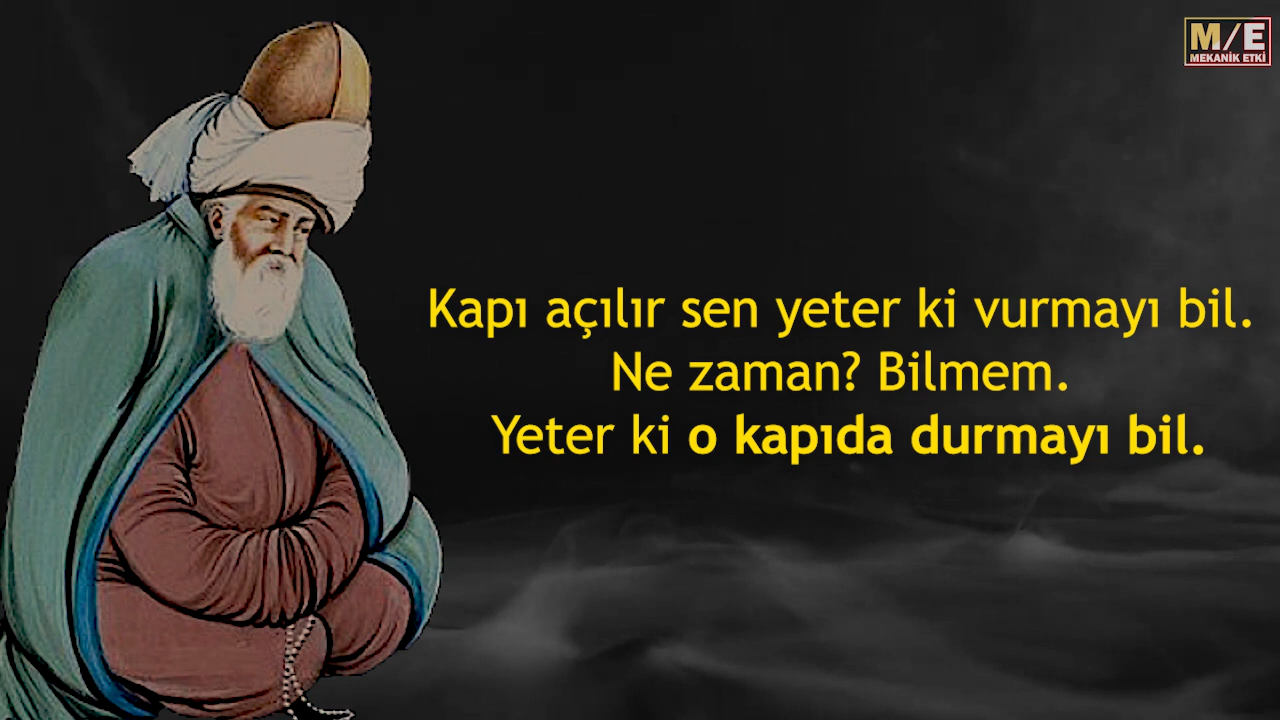 M/E
MEKANİK ETKİ
Kapı açılır sen yeter ki vurmayı bil.
Ne zaman? Bilmem.
Yeter ki o kapıda durmayı bil.